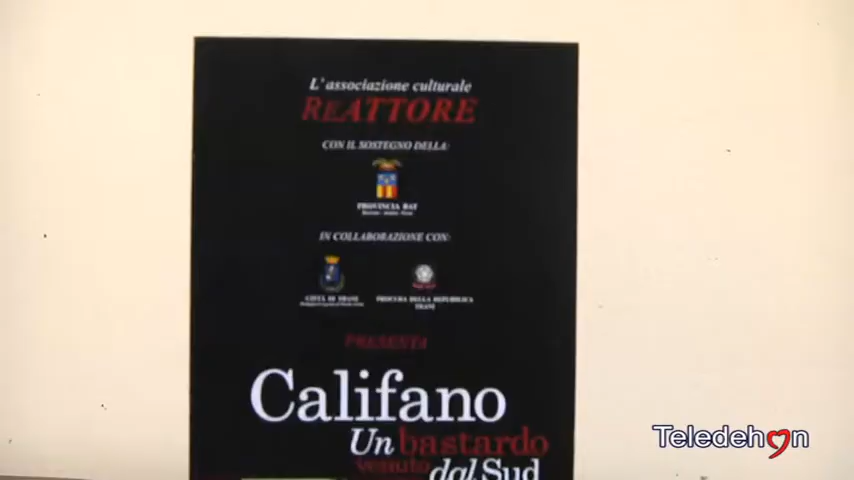 L'associazione culturale
REATTORE
CON IL SOSTEGNO DELLA:
PROVINCIA BAT
IN COLLABORAZIONE CON:
CITTÀ DI TRANI
PROCURA DELLA REPUBBLICA
TRANI
PRESENTA
Califano
Un bastardo
venuto dal Sud
Teledehon